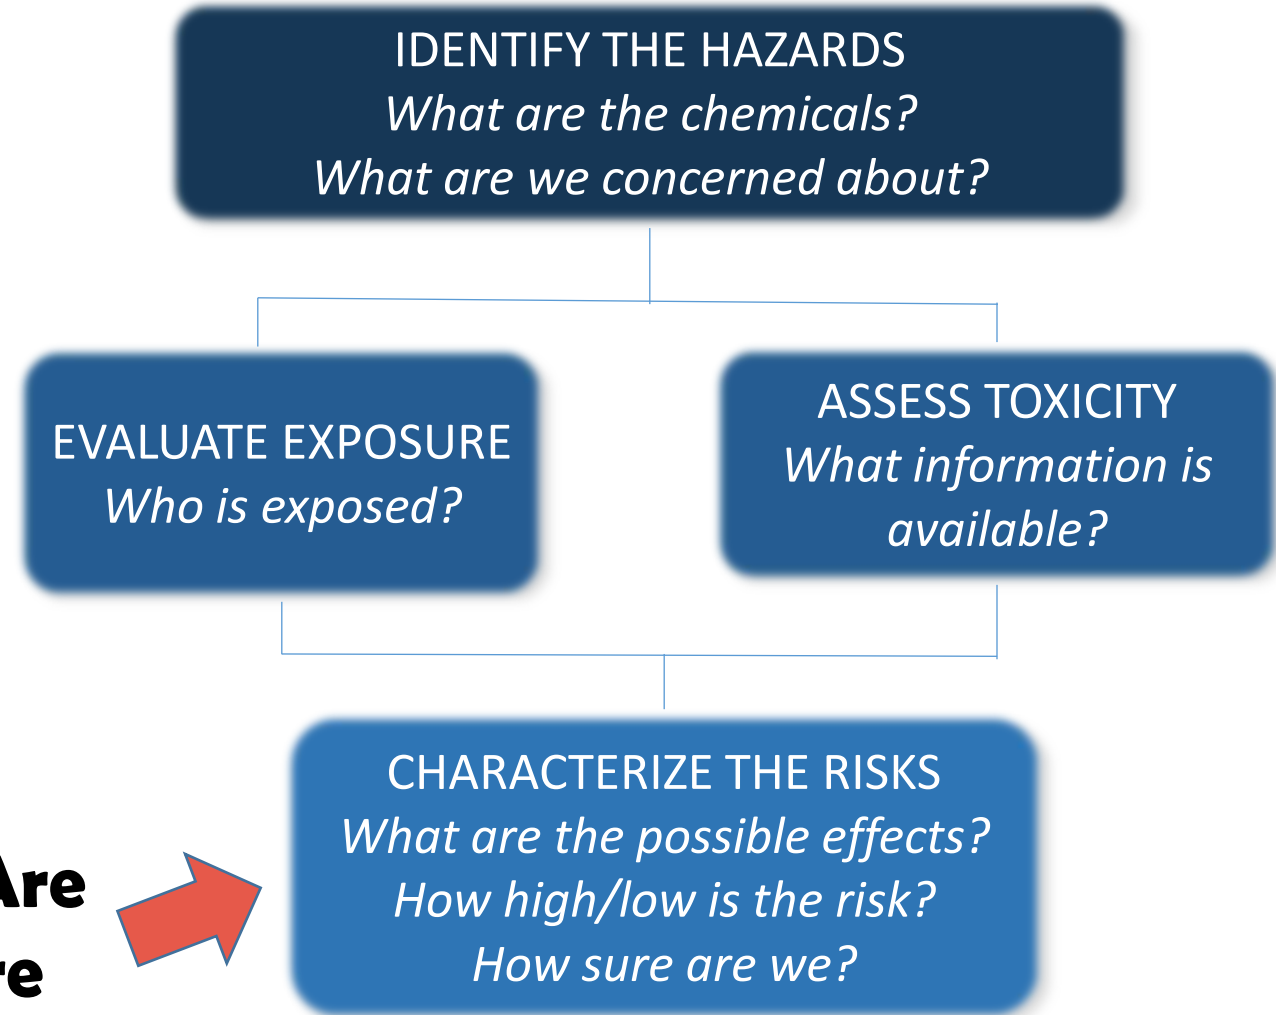 IDENTIFY THE HAZARDS
What are the chemicals?
What are we concerned about?
EVALUATE EXPOSURE
Who is exposed?
ASSESS TOXICITY
What information is
available?
CHARACTERIZE THE RISKS
What are the possible effects?
How high/low is the risk?
How sure are we?
Are